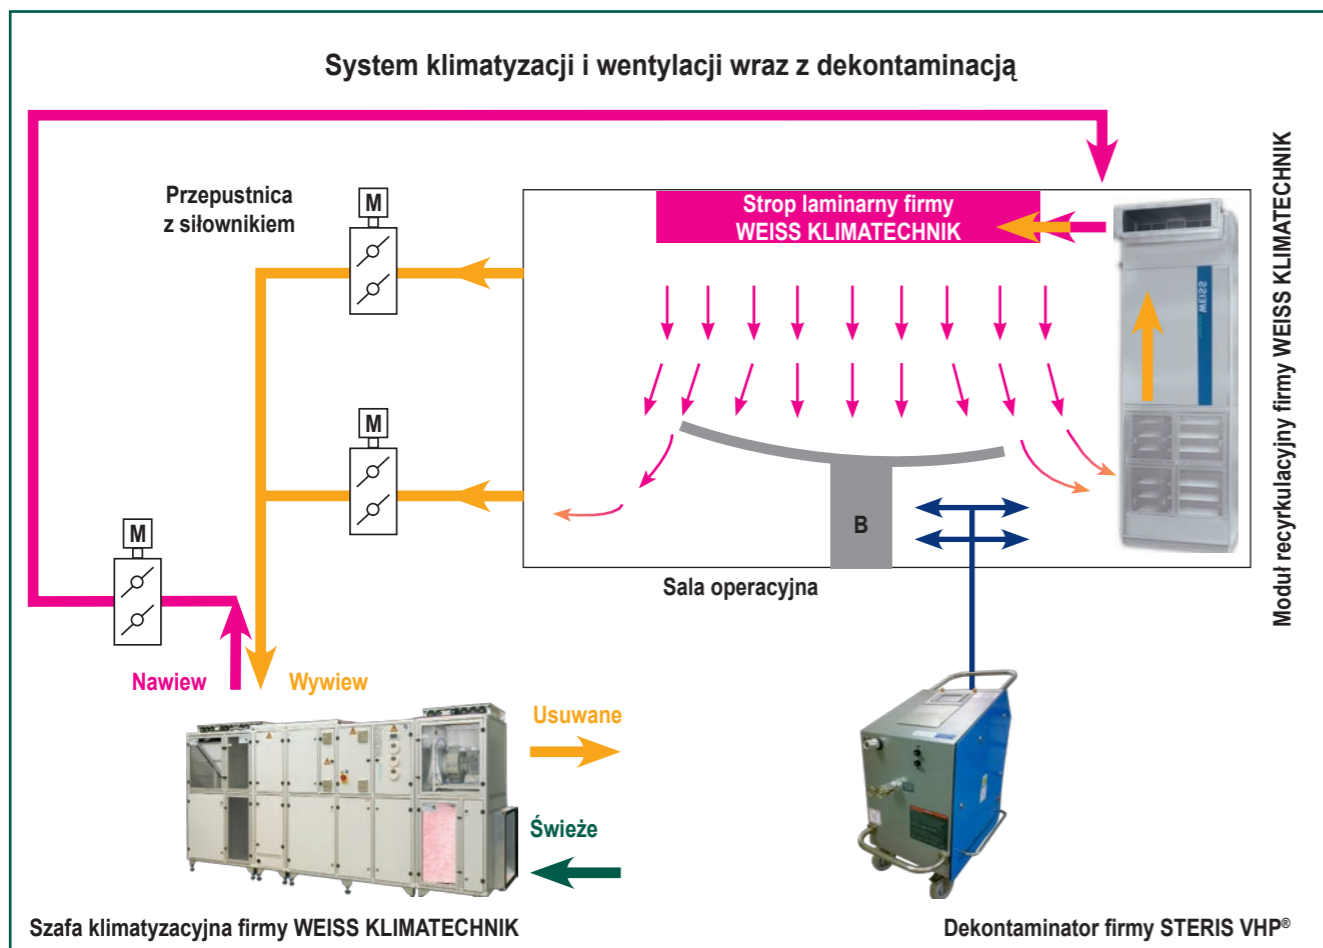 System klimatyzacji i wentylacji wraz z dekontaminacją
Przepustnica
z siłownikiem
M
M
M
Strop laminarny firmy
WEISS KLIMATECHNIK
WEISS
Moduł recyrkulacyjny firmy WEISS KLIMATECHNIK
B
Sala operacyjna
Nawiew
Wywiew
Usuwane
Świeże
Szafa klimatyzacyjna firmy WEISS KLIMATECHNIK
Dekontaminator firmy STERIS VHP®